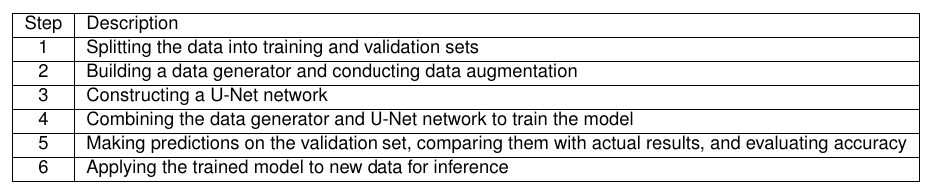 Step Description
1 Splitting the data into training and validation sets
2 Building a data generator and conducting data augmentation
3 Constructing a U-Net network
4 Combining the data generator and U-Net network to train the model
5 Making predictions on the validation set, comparing them with actual results, and evaluating accuracy
6 Applying the trained model to new data for inference